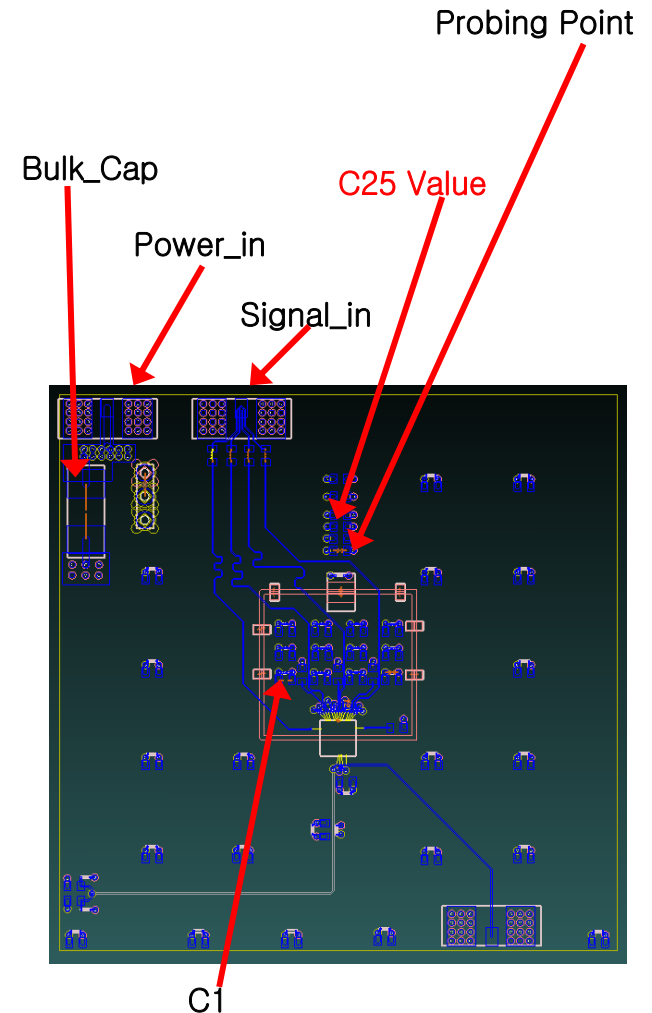 Probing Point
Bulk_Cap
C25 Value
Power_in
Signal_in
C1